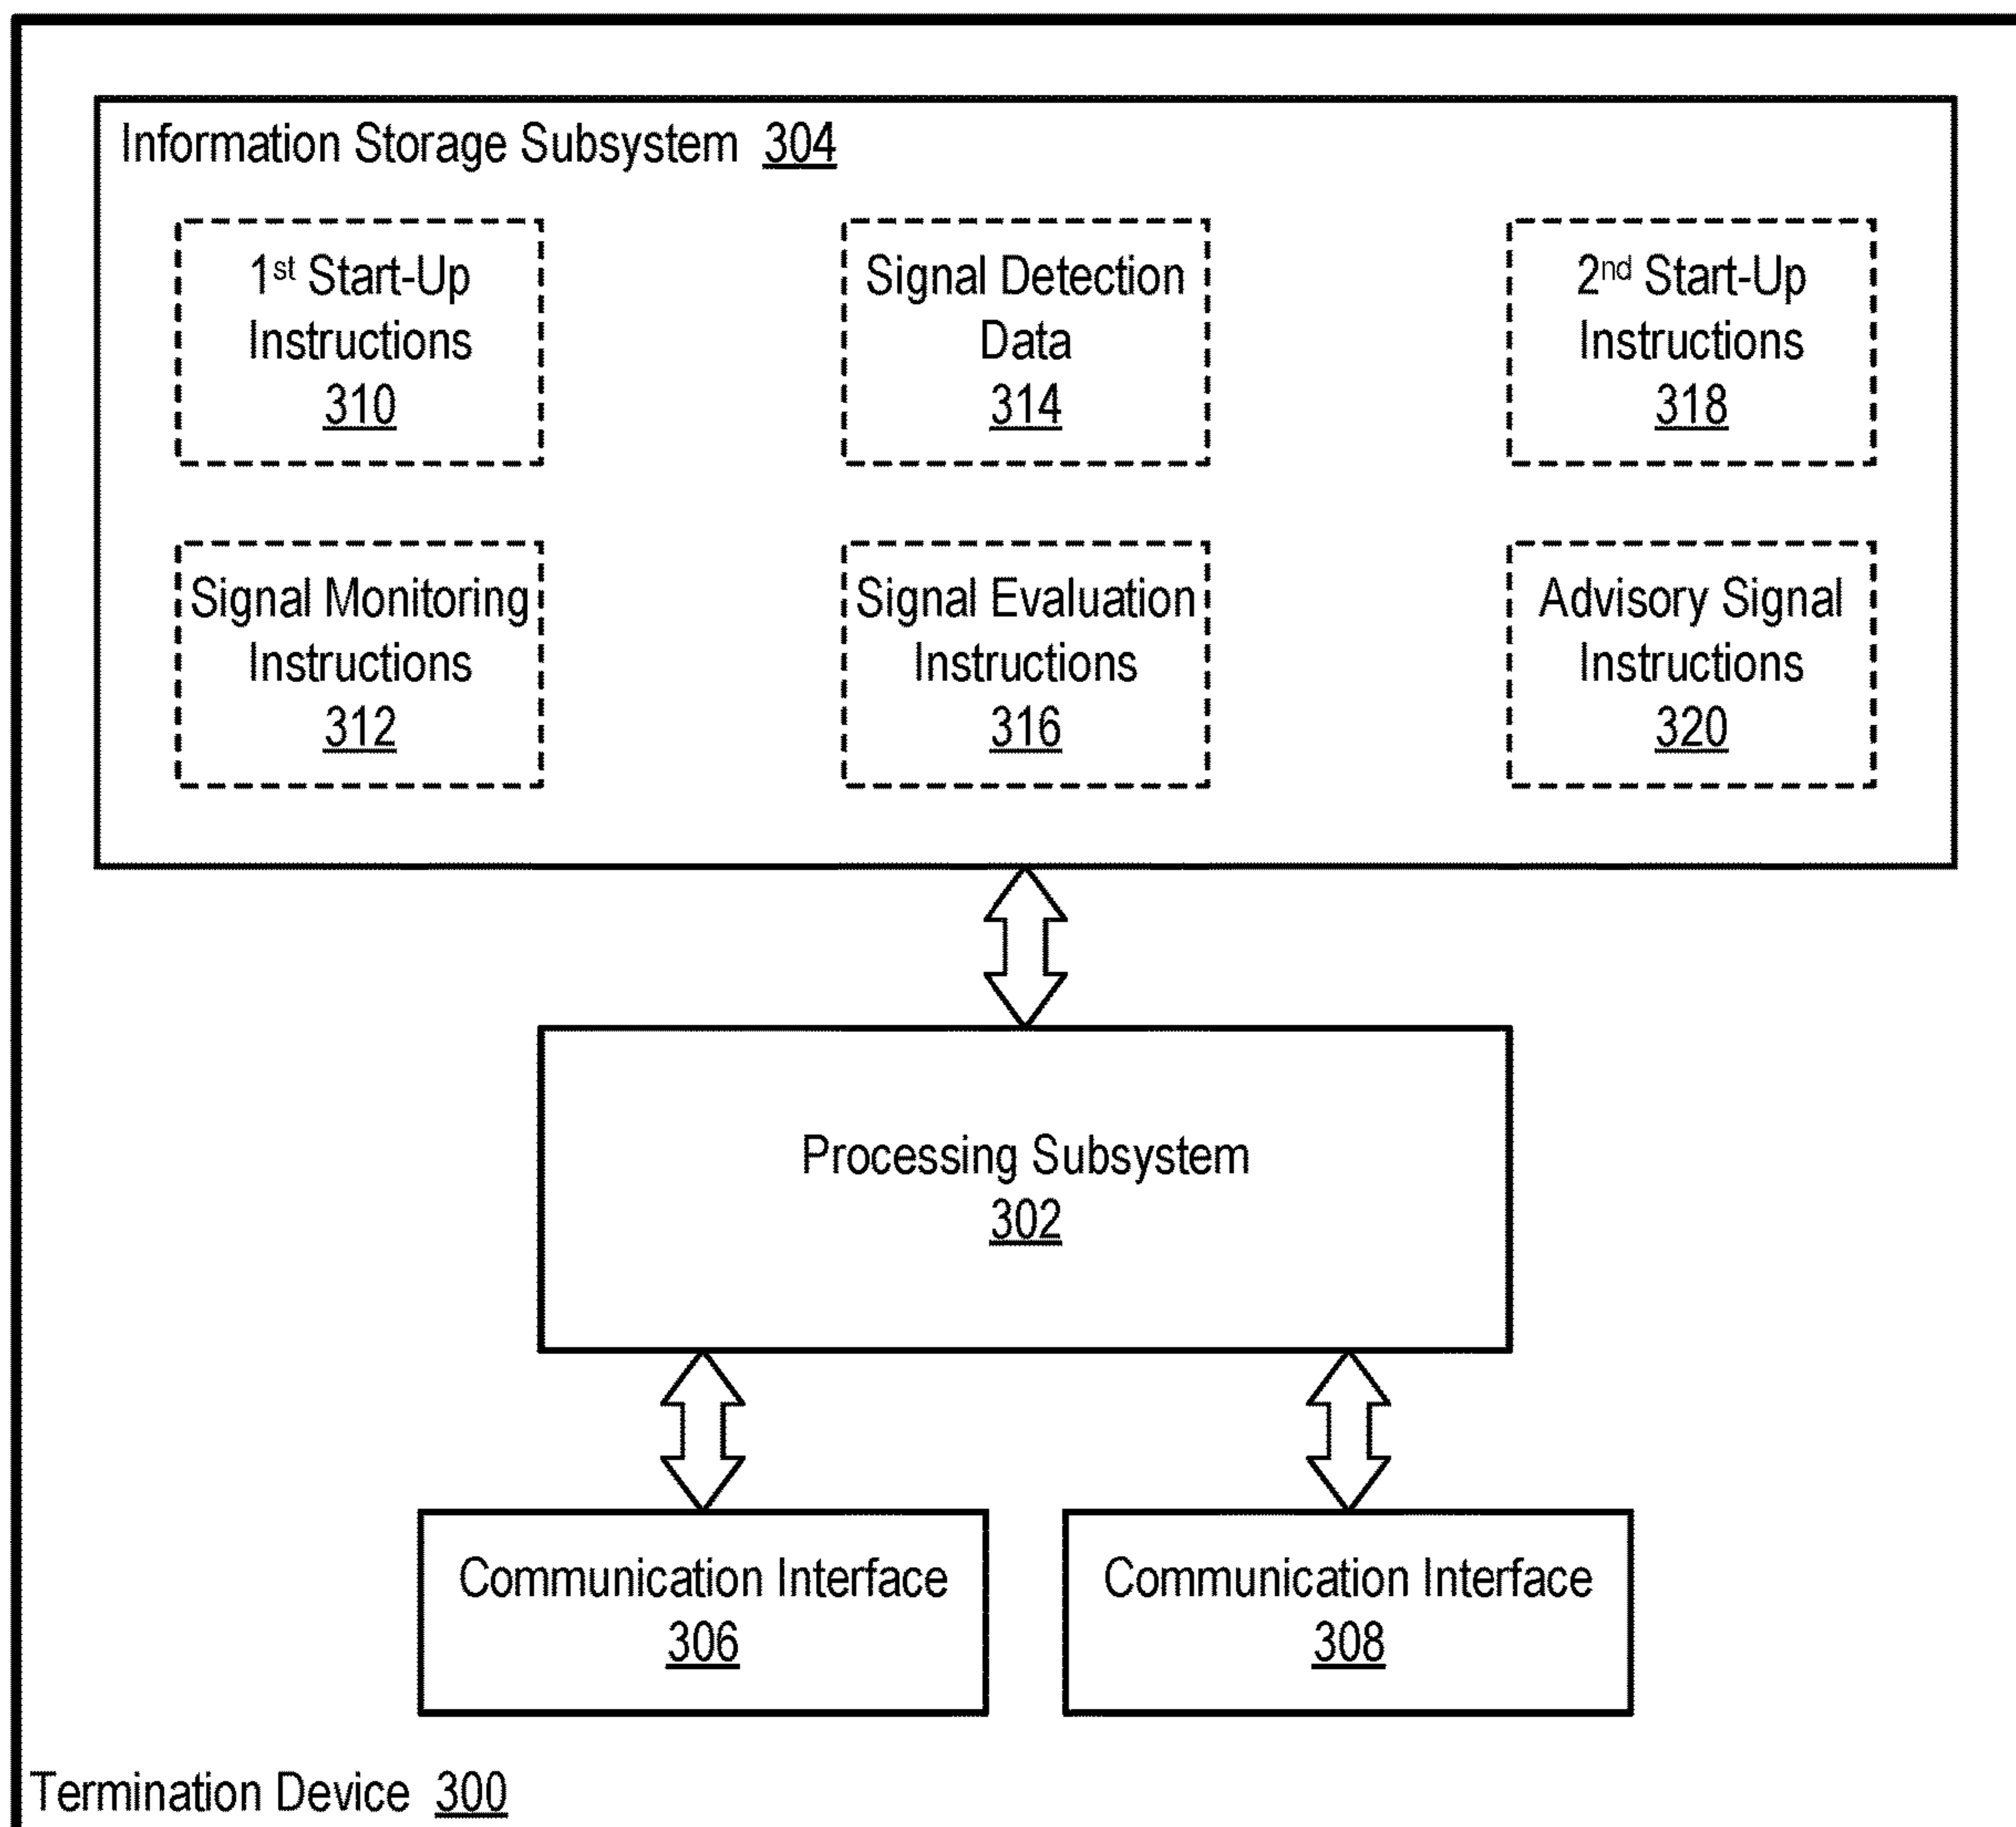 Information Storage Subsystem 304
1st Start-Up
Instructions
310
Signal Detection
Data
314
2nd Start-Up
Instructions
318
Signal Monitoring
Instructions
312
Signal Evaluation
Instructions
316
Advisory Signal
Instructions
320
Processing Subsystem
302
Communication Interface
306
Communication Interface
308
Termination Device 300